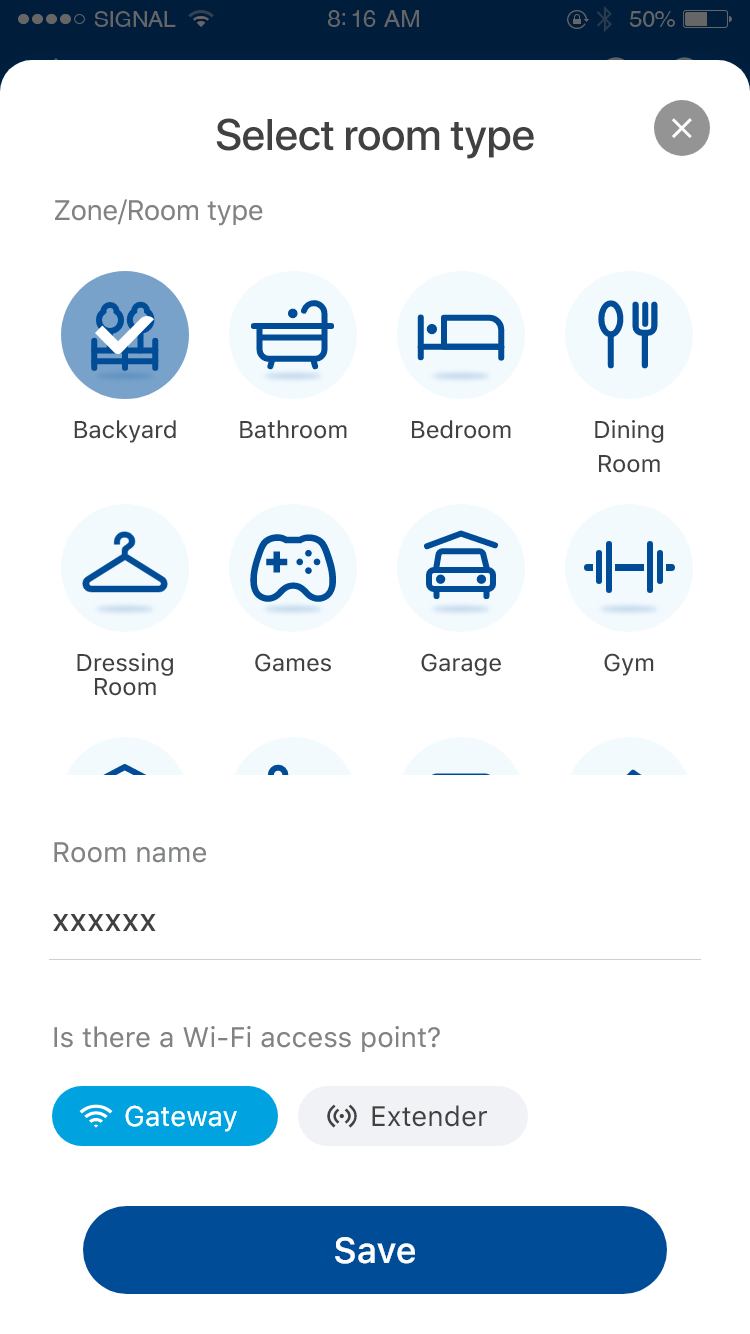 SIGNAL 8:16 AM 50%
Select room type
Zone/Room type
Backyard Bathroom Bedroom Dining
Room
Dressing Games Garage Gym
Room
Room name
xxxxxx
Is there a Wi-Fi access point?
Gateway Extender
Save